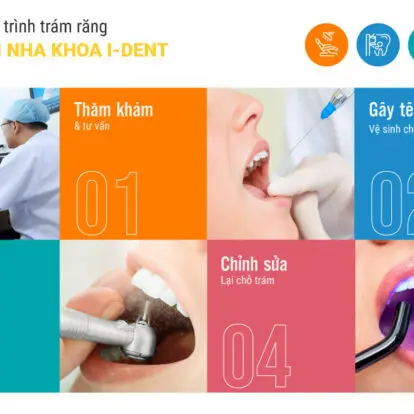 trình trám răng
NHA KHOA I-DENT
Thăm khám
& tư vấn
01
Gây tê
Vệ sinh ch
02
Chỉnh sửa
Lại chỗ trám
04